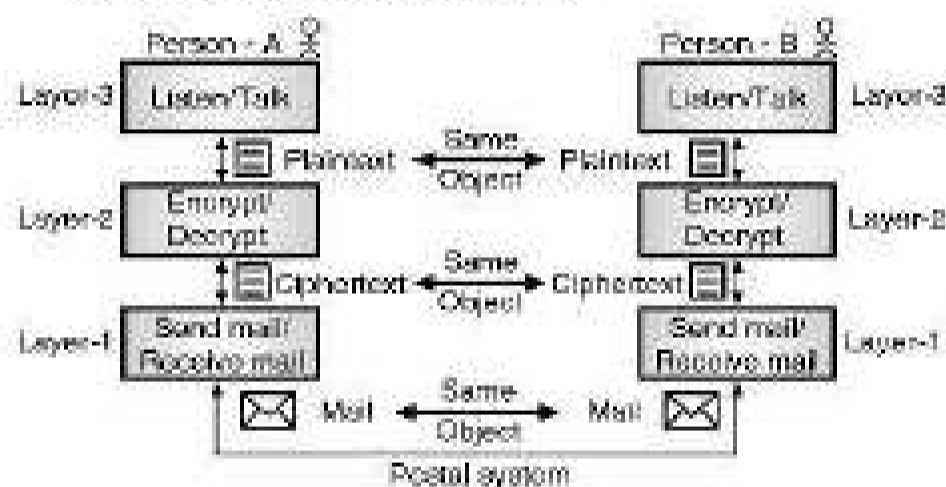 Person - A Person - B
Layer-3 Listen/Talk Listen/Talk Layer-3
Plaintext Same Object Plaintext
Layer-2 Encrypt/ Decrypt Encrypt/ Decrypt Layer-2
Ciphertext Same Object Ciphertext
Layer-1 Send mail/ Receive mail Send mail/ Receive mail Layer-1
Mail Same Object Mail
Postal system